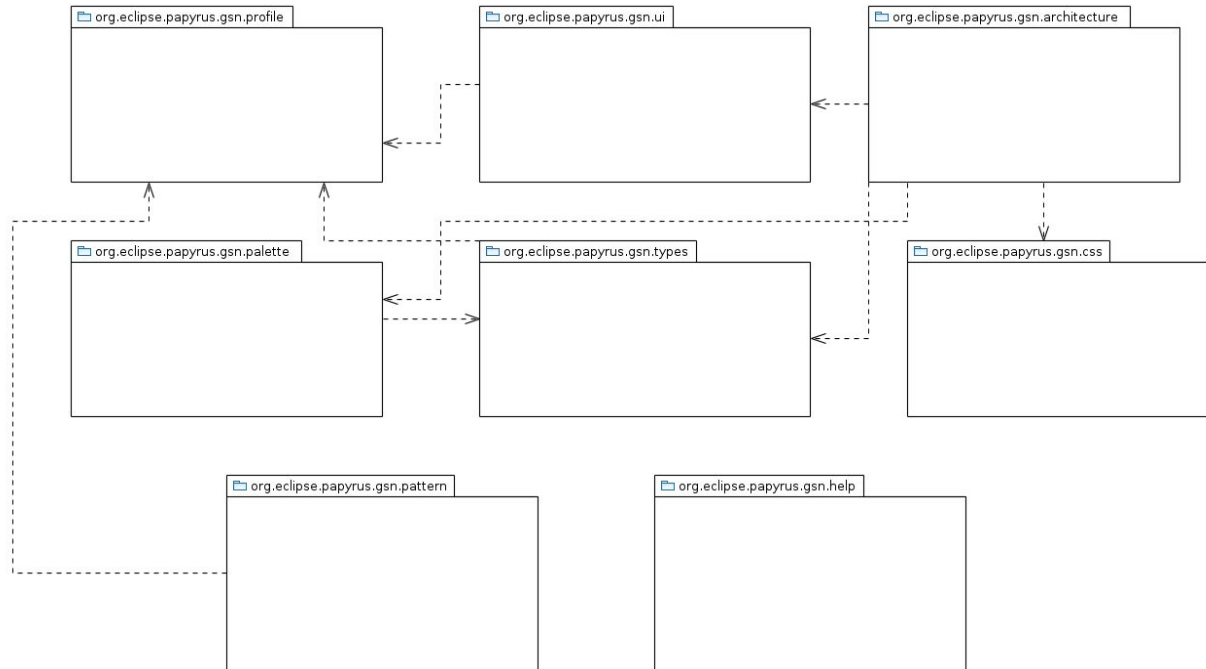 org.eclipse.papyrus.gsn.profile
org.eclipse.papyrus.gsn.ui
org.eclipse.papyrus.gsn.architecture
org.eclipse.papyrus.gsn.palette
org.eclipse.papyrus.gsn.types
org.eclipse.papyrus.gsn.css
org.eclipse.papyrus.gsn.pattern
org.eclipse.papyrus.gsn.help